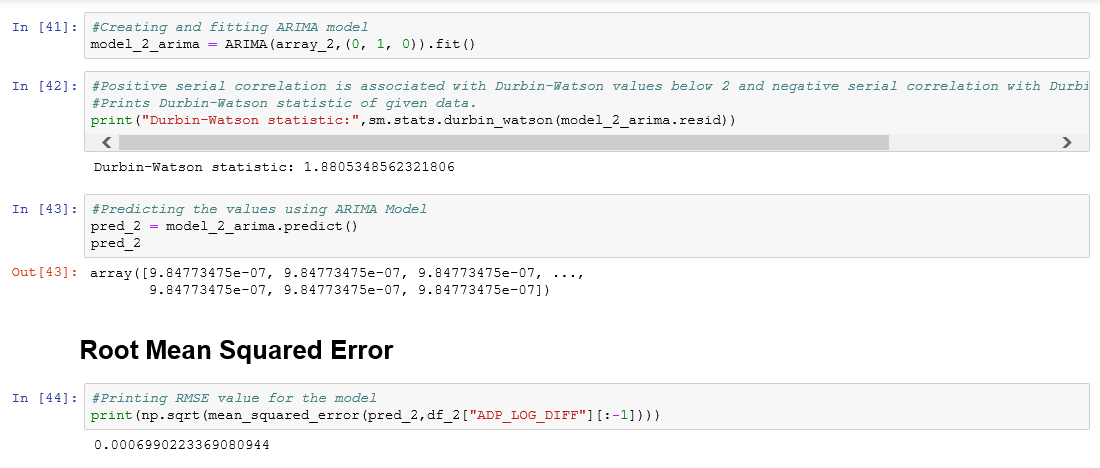 In [41]: #Creating and fitting ARIMA model
model_2_arima = ARIMA(array_2,(0, 1, 0)).fit()
In [42]: #Positive serial correlation is associated with Durbin-Watson values below 2 and negative serial correlation with Durbi
#Prints Durbin-Watson statistic of given data.
print("Durbin-Watson statistic:",sm.stats.durbin_watson(model_2_arima.resid))
Durbin-Watson statistic: 1.8805348562321806
In [43]: #Predicting the values using ARIMA Model
pred_2 = model_2_arima.predict()
pred_2
Out[43]: array([9.84773475e-07, 9.84773475e-07, 9.84773475e-07, ...,
9.84773475e-07, 9.84773475e-07, 9.84773475e-07])
Root Mean Squared Error
In [44]: #Printing RMSE value for the model
print(np.sqrt(mean_squared_error(pred_2,df_2["ADP_LOG_DIFF"][:-1])))
0.0006990223369080944